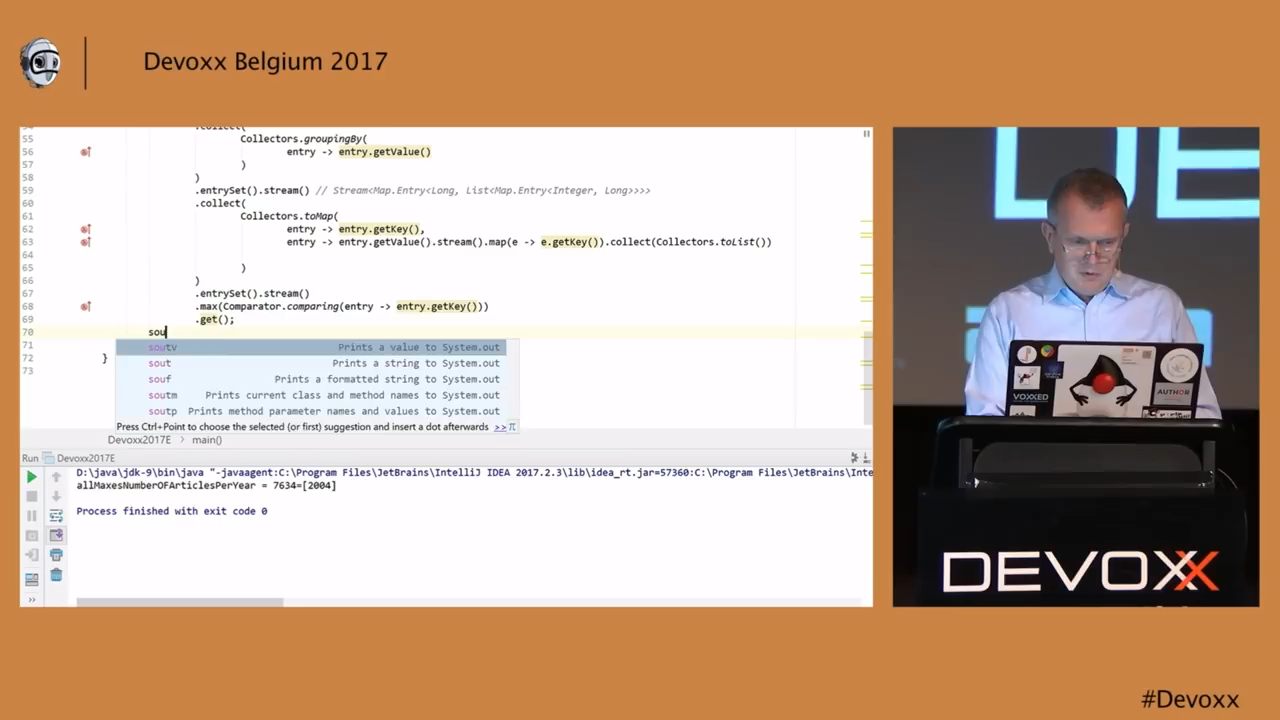 Devoxx Belgium 2017
.collect(
55 Collectors.groupingBy(
56 entry -> entry.getValue()
57 )
58 )
59 .entrySet().stream() // Stream<Map.Entry<Long, List<Map.Entry<Integer, Long>>>>
60 .collect(
61 Collectors.toMap(
62 entry -> entry.getKey(),
63 entry -> entry.getValue().stream().map(e -> e.getKey()).collect(Collectors.toList())
64
65 )
66 )
67 .entrySet().stream()
68 .max(Comparator.comparing(entry -> entry.getKey()))
69 .get();
70 sou
71
72 }
73
soutv Prints a value to System.out
sout Prints a string to System.out
souf Prints a formatted string to System.out
soutm Prints current class and method names to System.out
soutp Prints method parameter names and values to System.out
Press Ctrl+Point to choose the selected (or first) suggestion and insert a dot afterwards >> π
Devoxx2017E > main()
Run Devoxx2017E
D:\java\jdk-9\bin\java "-javaagent:C:\Program Files\JetBrains\IntelliJ IDEA 2017.2.3\lib\idea_rt.jar=57360:C:\Program Files\JetBrains\Inte
allMaxesNumberOFArticlesPerYear = 7634=[2004]
Process finished with exit code 0
DE
VOXXED
AUTHOR
DEVOXX
#Devoxx